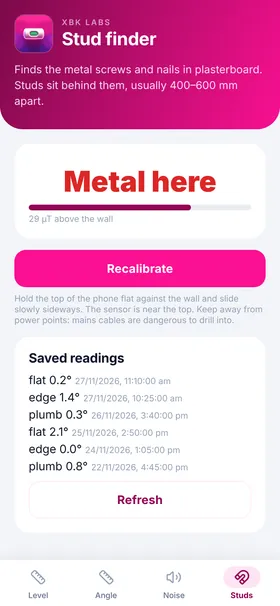 XBK LABS
Stud finder
Finds the metal screws and nails in plasterboard.
Studs sit behind them, usually 400–600 mm
apart.
Metal here
29 µT above the wall
Recalibrate
Hold the top of the phone flat against the wall and slide
slowly sideways. The sensor is near the top. Keep away from
power points: mains cables are dangerous to drill into.
Saved readings
flat 0.2° 27/11/2026, 11:10:00 am
edge 1.4° 27/11/2026, 10:25:00 am
plumb 0.3° 26/11/2026, 3:40:00 pm
flat 2.1° 25/11/2026, 2:50:00 pm
edge 0.0° 24/11/2026, 1:05:00 pm
plumb 0.8° 22/11/2026, 4:45:00 pm
Refresh
Level Angle Noise Studs